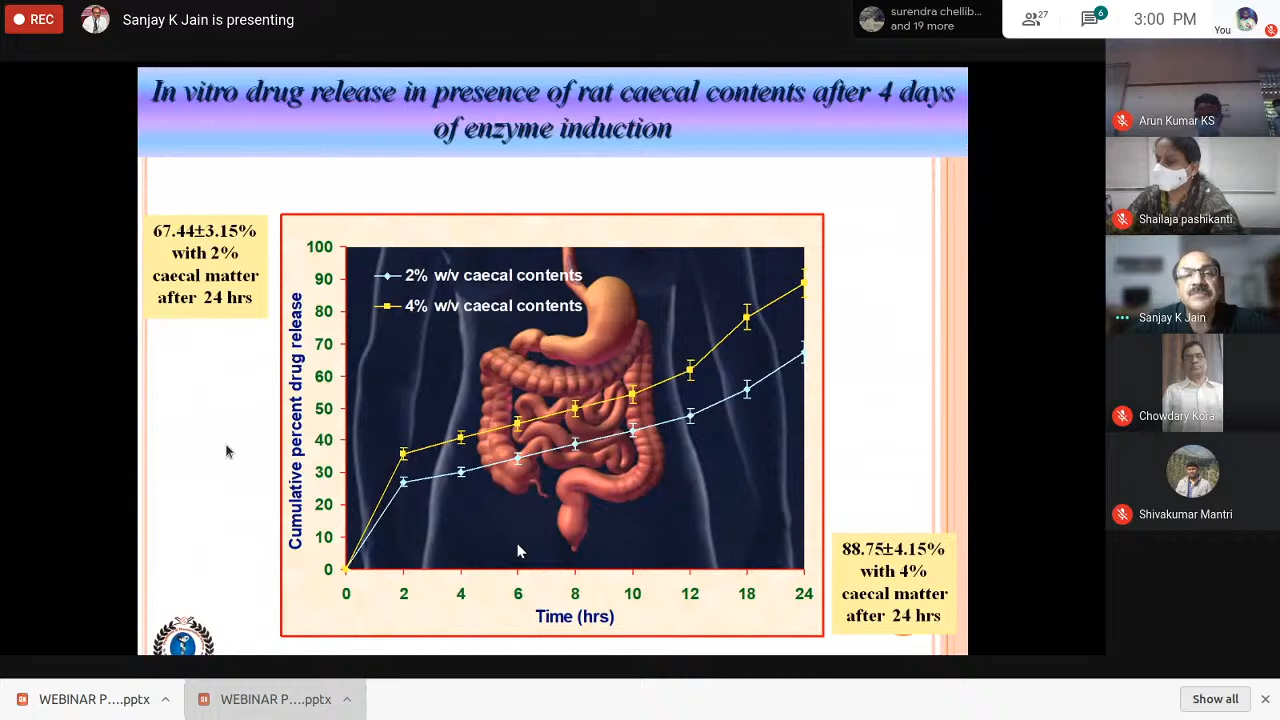 REC
Sanjay K Jain is presenting
surendra chellib...
and 19 more
27
6
3:00 PM
You
In vitro drug release in presence of rat caecal contents after 4 days
of enzyme induction
67.44±3.15%
with 2%
caecal matter
after 24 hrs
Cumulative percent drug release
100
90
80
70
60
50
40
30
20
10
0
2% w/v caecal contents
4% w/v caecal contents
0 2 4 6 8 10 12 18 24
Time (hrs)
88.75±4.15%
with 4%
caecal matter
after 24 hrs
Arun Kumar KS
Shailaja pashikanti
Sanjay K Jain
Chowdary Kora
Shivakumar Mantri
WEBINAR P....pptx
WEBINAR P....pptx
Show all